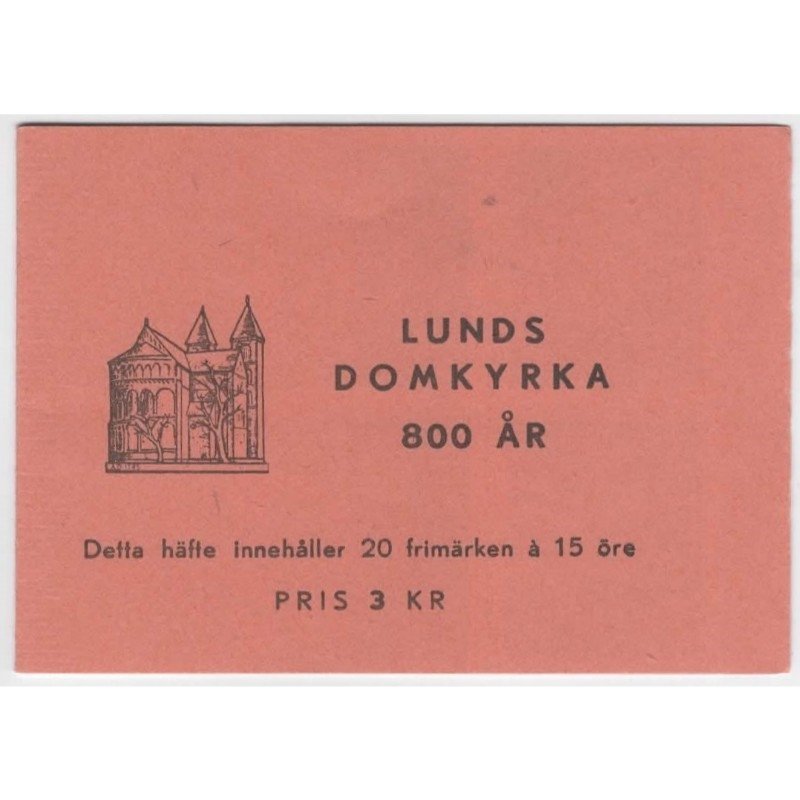 LUNDS
DOMKYRKA
800 ÅR
Detta häfte innehåller 20 frimärken à 15 öre
PRIS 3 KR